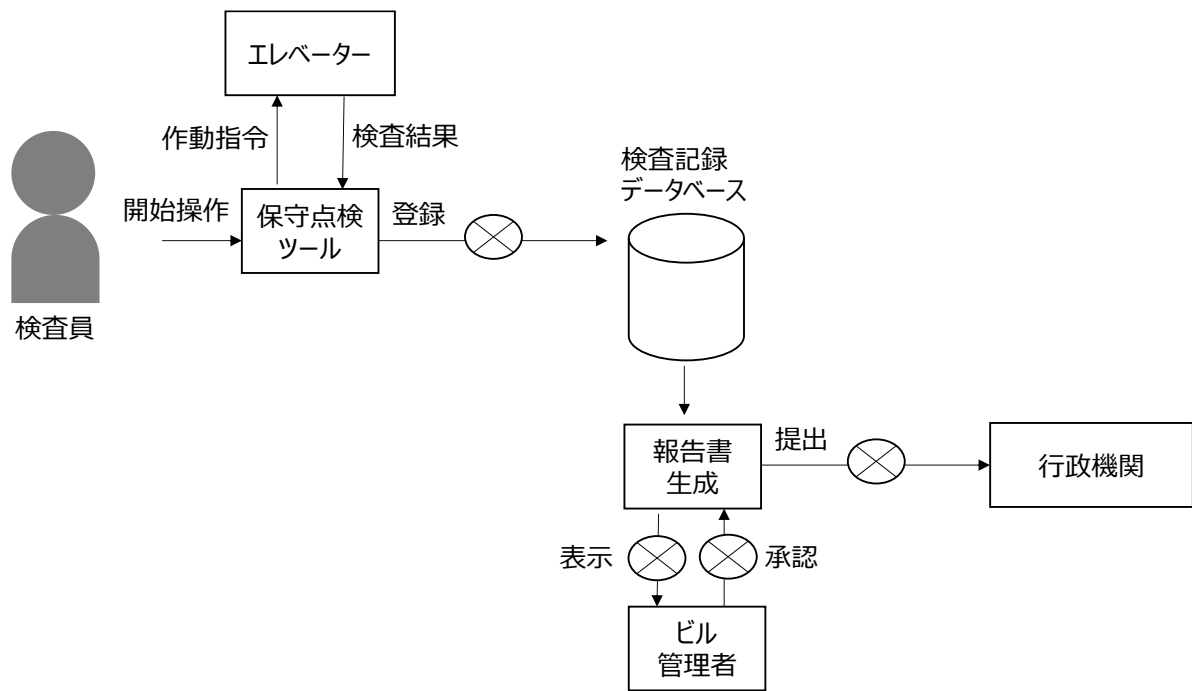 エレベーター
作動指令
検査結果
検査記録
データベース
開始操作
保守点検
ツール
登録
検査員
報告書
生成
提出
行政機関
表示
承認
ビル
管理者